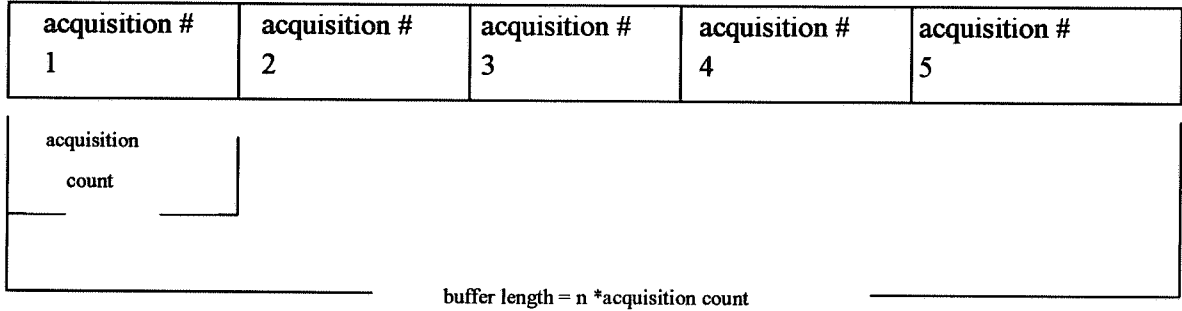 acquisition #
1
acquisition #
2
acquisition #
3
acquisition #
4
acquisition #
5
acquisition
count
buffer length = n *acquisition count